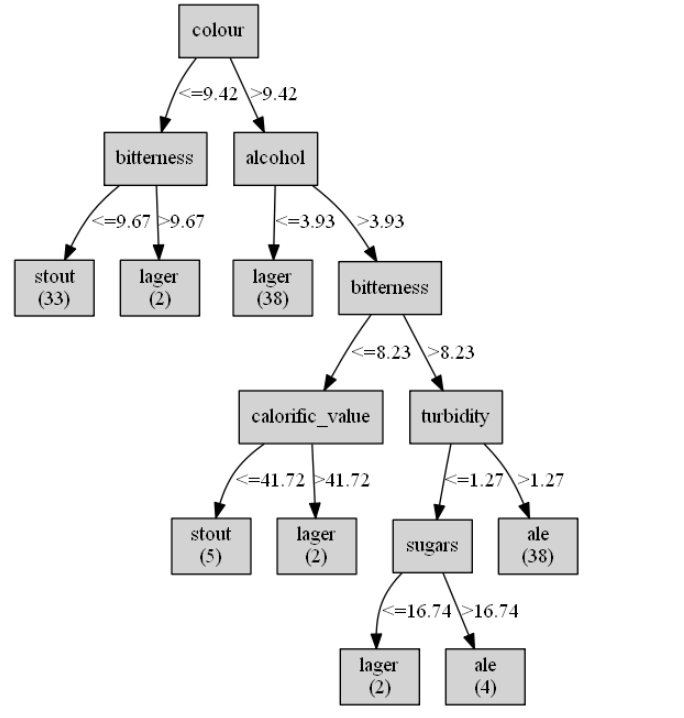 colour
<=9.42 >9.42
bitterness alcohol
<=9.67 >9.67 <=3.93 >3.93
stout lager lager bitterness
(33) (2) (38)
<=8.23 >8.23
calorific_value turbidity
<=41.72 >41.72 <=1.27 >1.27
stout lager sugars ale
(5) (2) (38)
<=16.74 >16.74
lager ale
(2) (4)